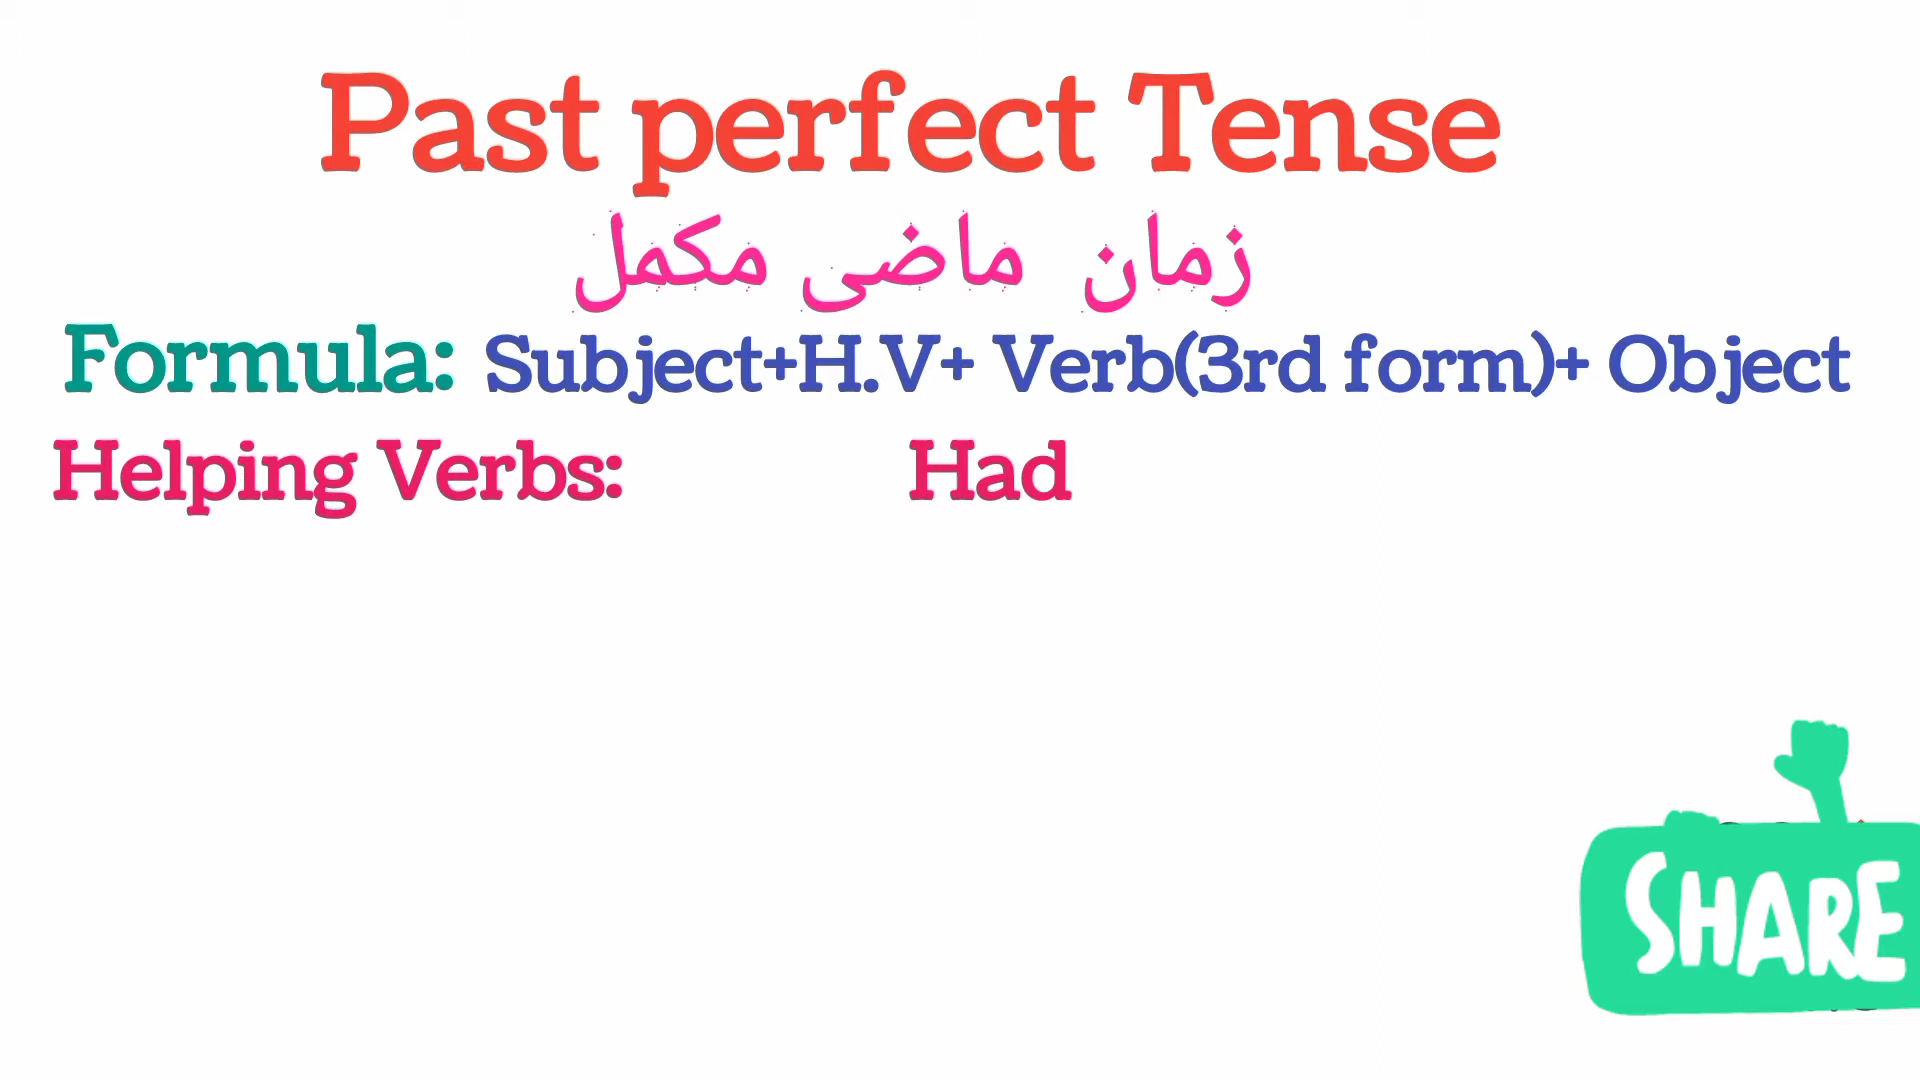 Past perfect Tense
زمان ماضی مکمل
Formula: Subject+H.V+ Verb(3rd form)+ Object
Helping Verbs: Had
SHARE